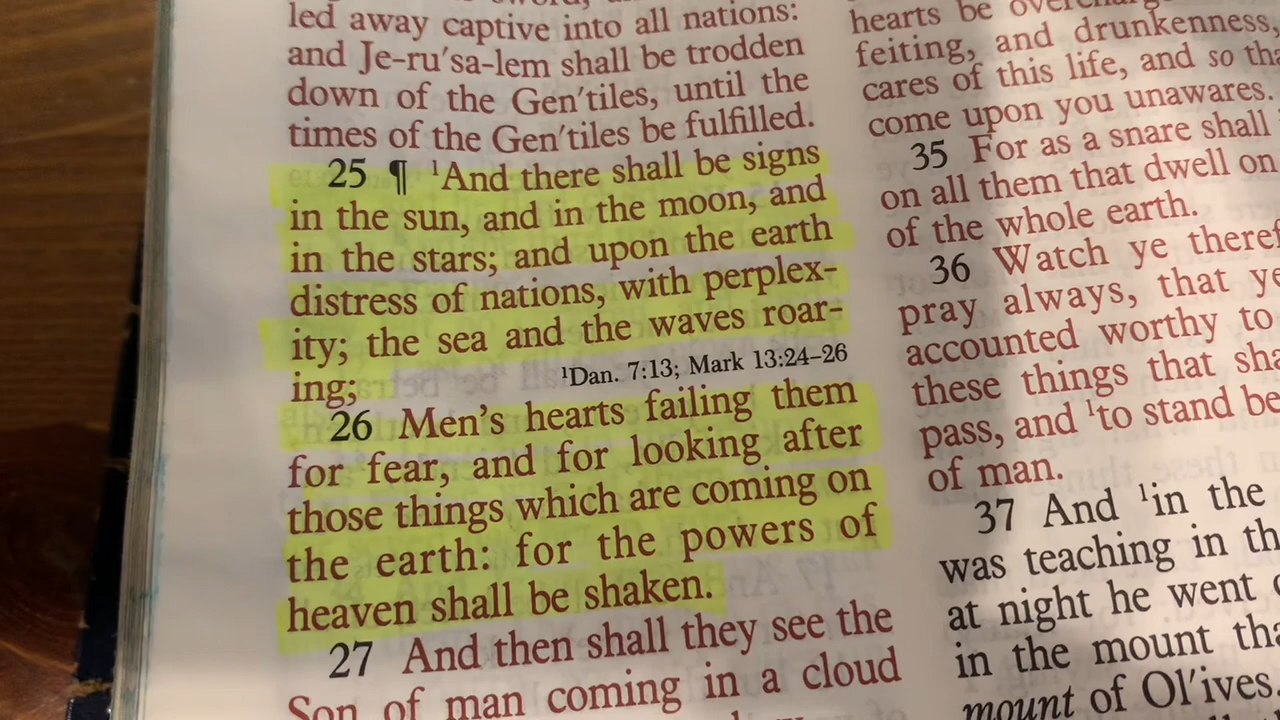 led away captive into all nations:
and Je-ru'sa-lem shall be trodden
down of the Gen'tiles, until the
times of the Gen'tiles be fulfilled.
25 ¶ ¹And there shall be signs
in the sun, and in the moon, and
in the stars; and upon the earth
distress of nations, with perplex-
ity; the sea and the waves roar-
ing;
¹Dan. 7:13; Mark 13:24–26
26 Men's hearts failing them
for fear, and for looking after
those things which are coming on
the earth: for the powers of
heaven shall be shaken.
27 And then shall they see the
Son of man coming in a cloud
hearts be
feiting, and drunkenness,
cares of this life, and so
come upon you unawares.
35 For as a snare shall
on all them that dwell on
of the whole earth.
36 Watch ye
pray always, that
accounted worthy to
these things that
pass, and ¹to stand
of man.
37 And ¹in the
was teaching in
at night he went
in the mount
mount of Ol'ives.